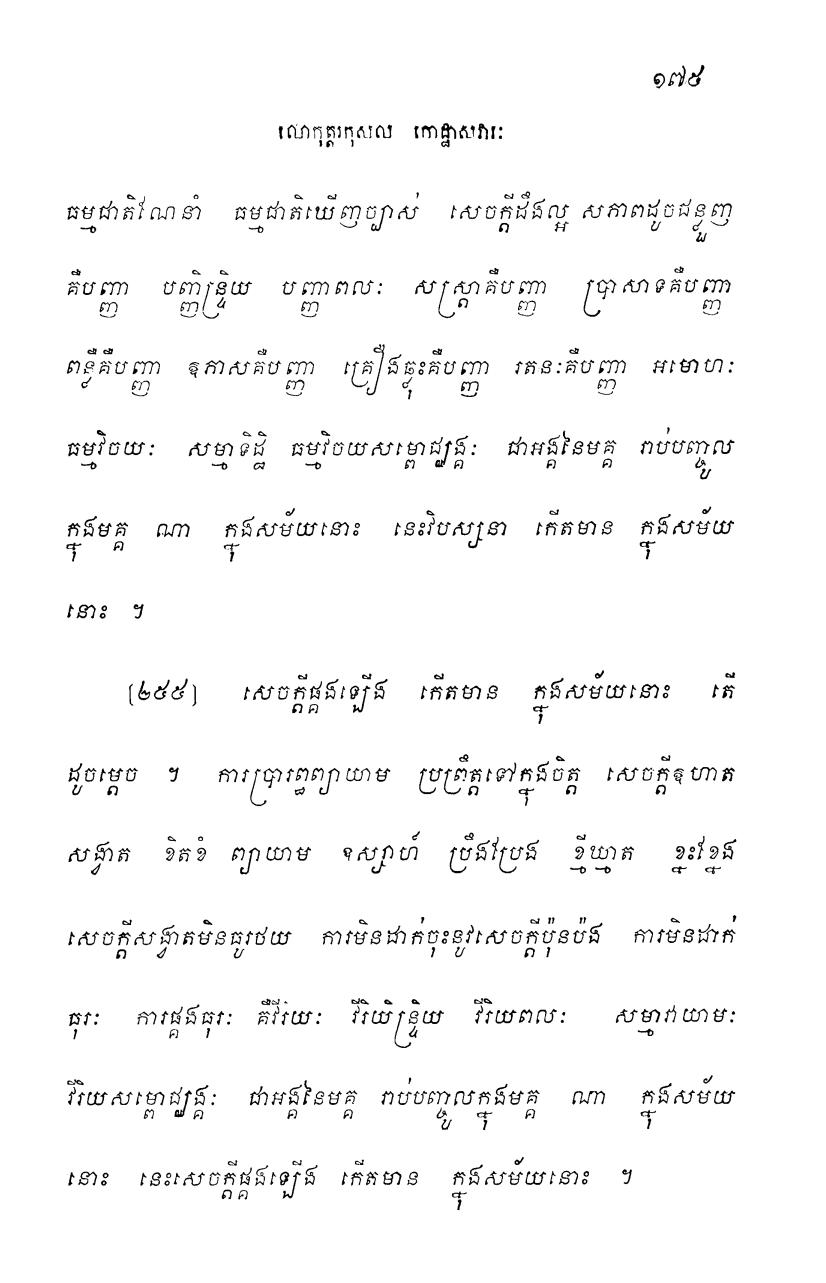 ១៧៥
លោកុត្តរកុសល កោដ្ឋាសវារៈ
ធម្មជាតិណែនាំ ធម្មជាតិឃើញច្បាស់ សេចក្តីដឹងល្អ សភាពដូចជន្លួញ
គឺបញ្ញា បញ្ញិន្ទ្រិយ បញ្ញាពលៈ សស្ត្រាគឺបញ្ញា ប្រាសាទគឺបញ្ញា
ពន្លឺគឺបញ្ញា ឱភាសគឺបញ្ញា គ្រឿងឆ្លុះគឺបញ្ញា រតនៈគឺបញ្ញា អមោហៈ
ធម្មវិចយៈ សម្មាទិដ្ឋិ ធម្មវិចយសម្ពោជ្ឈង្គៈ ជាអង្គនៃមគ្គ រាប់បញ្ចូល
ក្នុងមគ្គ ណា ក្នុងសម័យនោះ នេះវិបស្សនា កើតមាន ក្នុងសម័យ
នោះ ។
[២៥៥] សេចក្តីផ្គងឡើង កើតមាន ក្នុងសម័យនោះ តើ
ដូចម្តេច ។ ការប្រារព្ធព្យាយាម ប្រព្រឹត្តទៅក្នុងចិត្ត សេចក្តីឧហាត
សង្វាត ខិតខំ ព្យាយាម ឧស្សាហ៍ ប្រឹងប្រែង ខ្មីឃ្មាត ខ្នះខ្នែង
សេចក្តីសង្វាតមិនធូរថយ ការមិនដាក់ចុះនូវសេចក្តីប៉ុនប៉ង ការមិនដាក់
ធុរៈ ការផ្គងធុរៈ គឺវីរិយៈ វីរិយិន្ទ្រិយ វីរិយពលៈ សម្មាវាយាមៈ
វីរិយសម្ពោជ្ឈង្គៈ ជាអង្គនៃមគ្គ រាប់បញ្ចូលក្នុងមគ្គ ណា ក្នុងសម័យ
នោះ នេះសេចក្តីផ្គងឡើង កើតមាន ក្នុងសម័យនោះ ។